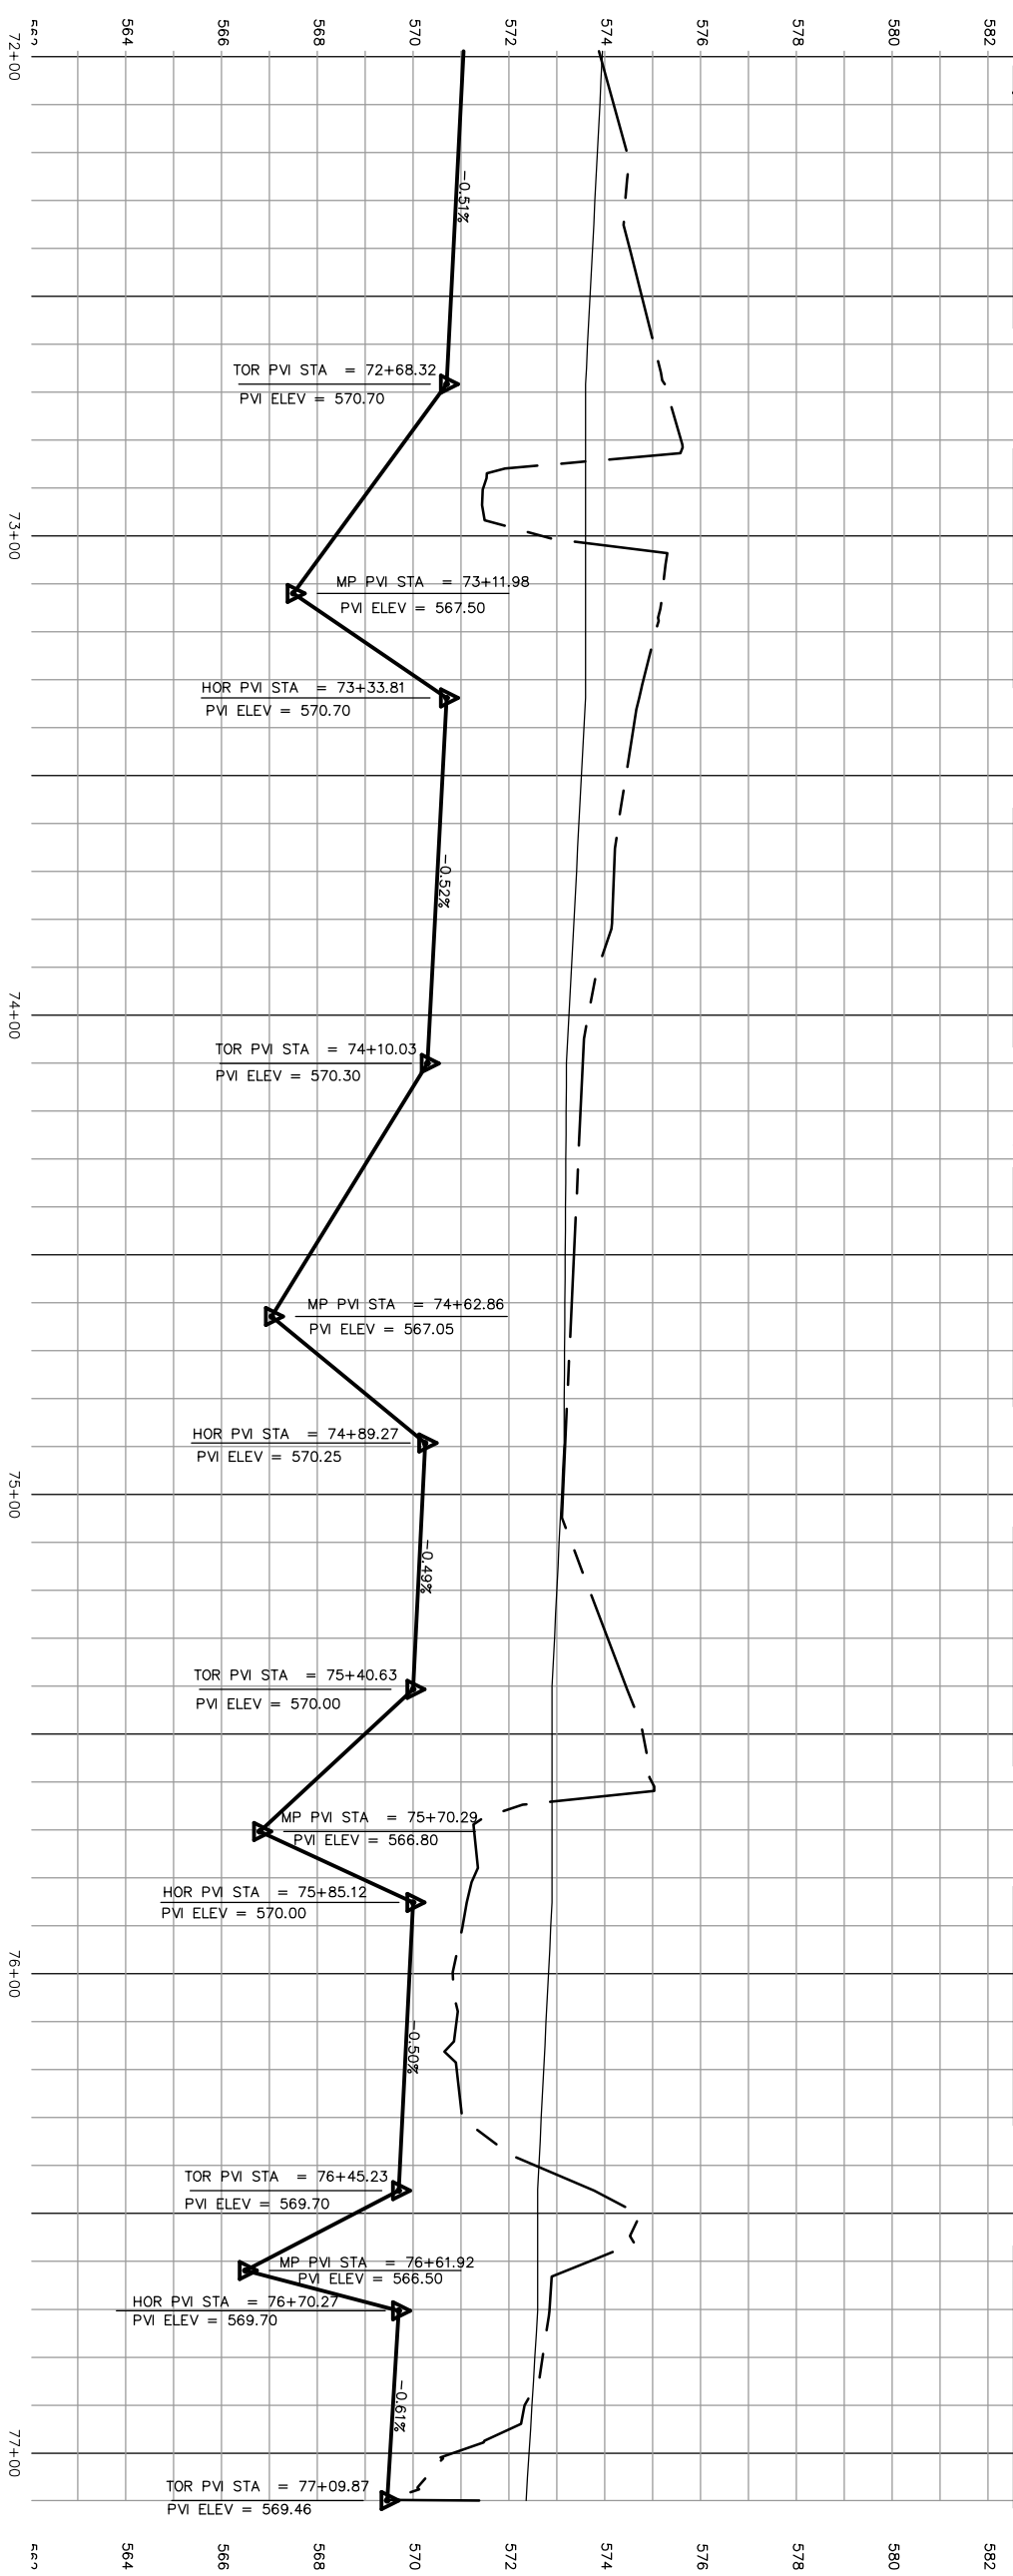 564
566
568
570
572
574
576
578
580
582
72+00
-0.51%
TOR PVI STA = 72+68.32
PVI ELEV = 570.70
73+00
MP PVI STA = 73+11.98
PVI ELEV = 567.50
HOR PVI STA = 73+33.81
PVI ELEV = 570.70
-0.52%
74+00
TOR PVI STA = 74+10.03
PVI ELEV = 570.30
MP PVI STA = 74+62.86
PVI ELEV = 567.05
HOR PVI STA = 74+89.27
PVI ELEV = 570.25
75+00
-0.49%
TOR PVI STA = 75+40.63
PVI ELEV = 570.00
MP PVI STA = 75+70.29
PVI ELEV = 566.80
HOR PVI STA = 75+85.12
PVI ELEV = 570.00
76+00
-0.50%
TOR PVI STA = 76+45.23
PVI ELEV = 569.70
MP PVI STA = 76+61.92
PVI ELEV = 566.50
HOR PVI STA = 76+70.27
PVI ELEV = 569.70
-0.61%
77+00
TOR PVI STA = 77+09.87
PVI ELEV = 569.46
564
566
568
570
572
574
576
578
580
582